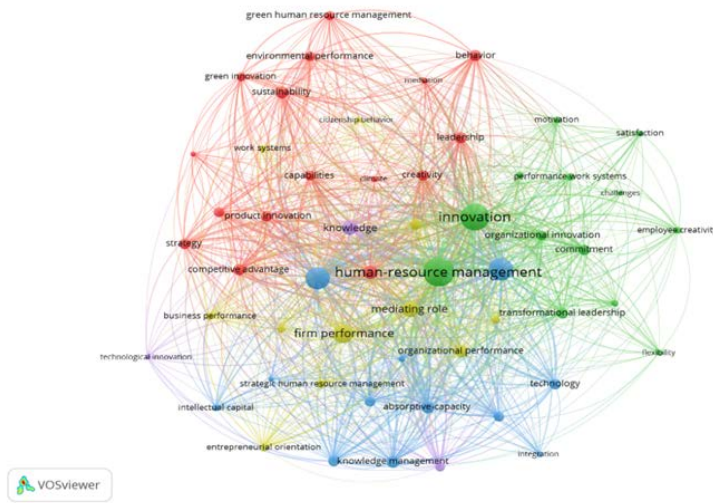 green human resource management
environmental performance
behavior
green innovation
sustainability
mediation
citizenship behavior
motivation
satisfaction
leadership
work systems
capabilities
climate
creativity
performance work systems
challenges
product innovation
innovation
knowledge
employee creativity
organizational innovation
strategy
commitment
competitive advantage
human-resource management
business performance
mediating role
transformational leadership
firm performance
technological innovation
organizational performance
flexibility
strategic human resource management
technology
intellectual capital
absorptive-capacity
entrepreneurial orientation
knowledge management
integration
VOSviewer